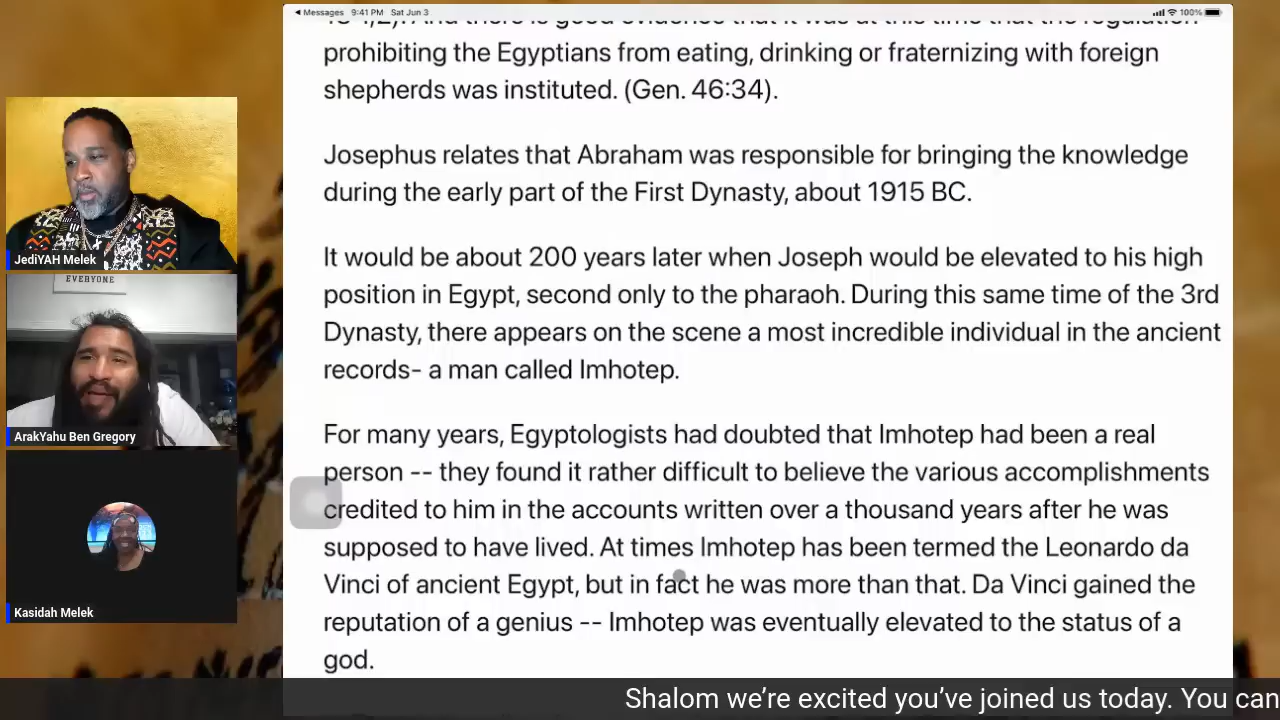 Messages 9:41 PM Sat Jun 3
100%
prohibiting the Egyptians from eating, drinking or fraternizing with foreign
shepherds was instituted. (Gen. 46:34).
Josephus relates that Abraham was responsible for bringing the knowledge
during the early part of the First Dynasty, about 1915 BC.
It would be about 200 years later when Joseph would be elevated to his high
position in Egypt, second only to the pharaoh. During this same time of the 3rd
Dynasty, there appears on the scene a most incredible individual in the ancient
records- a man called Imhotep.
For many years, Egyptologists had doubted that Imhotep had been a real
person -- they found it rather difficult to believe the various accomplishments
credited to him in the accounts written over a thousand years after he was
supposed to have lived. At times Imhotep has been termed the Leonardo da
Vinci of ancient Egypt, but in fact he was more than that. Da Vinci gained the
reputation of a genius -- Imhotep was eventually elevated to the status of a
god.
JediYAH Melek
EVERYONE
ArakYahu Ben Gregory
Kasidah Melek
Shalom we're excited you've joined us today. You can